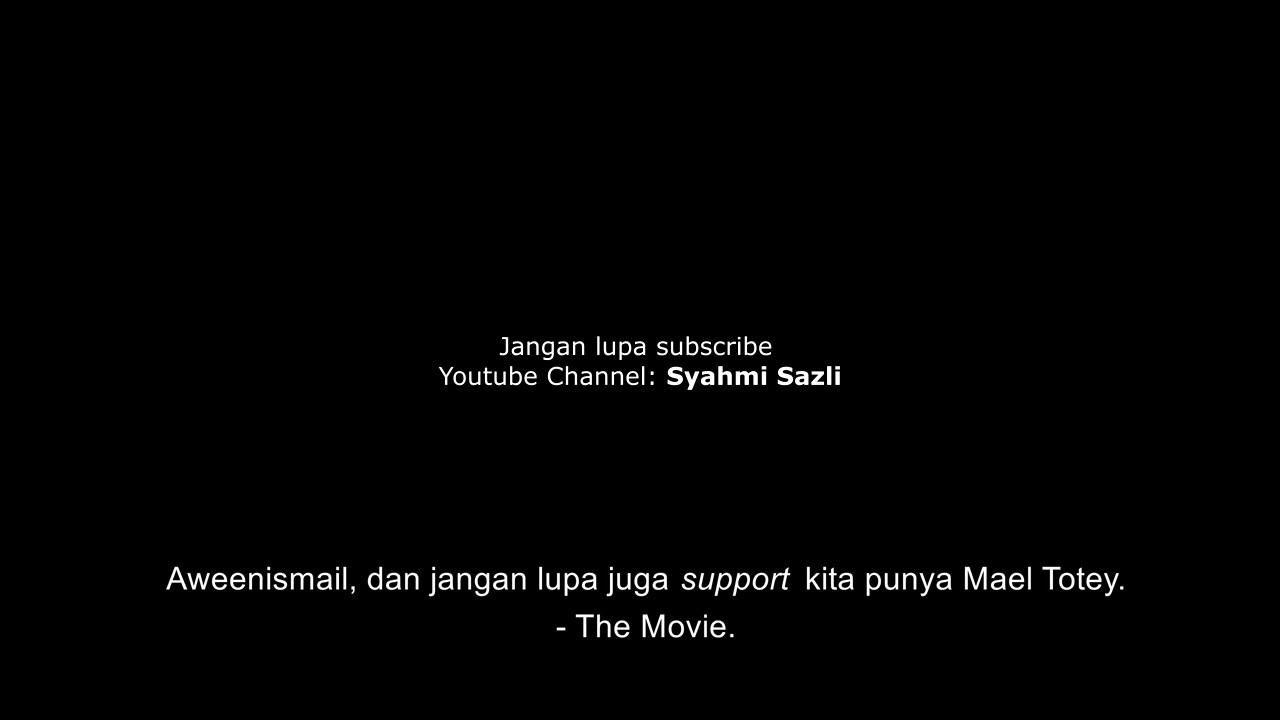 Jangan lupa subscribe
Youtube Channel: Syahmi Sazli
Aweenismail, dan jangan lupa juga support kita punya Mael Totey.
- The Movie.